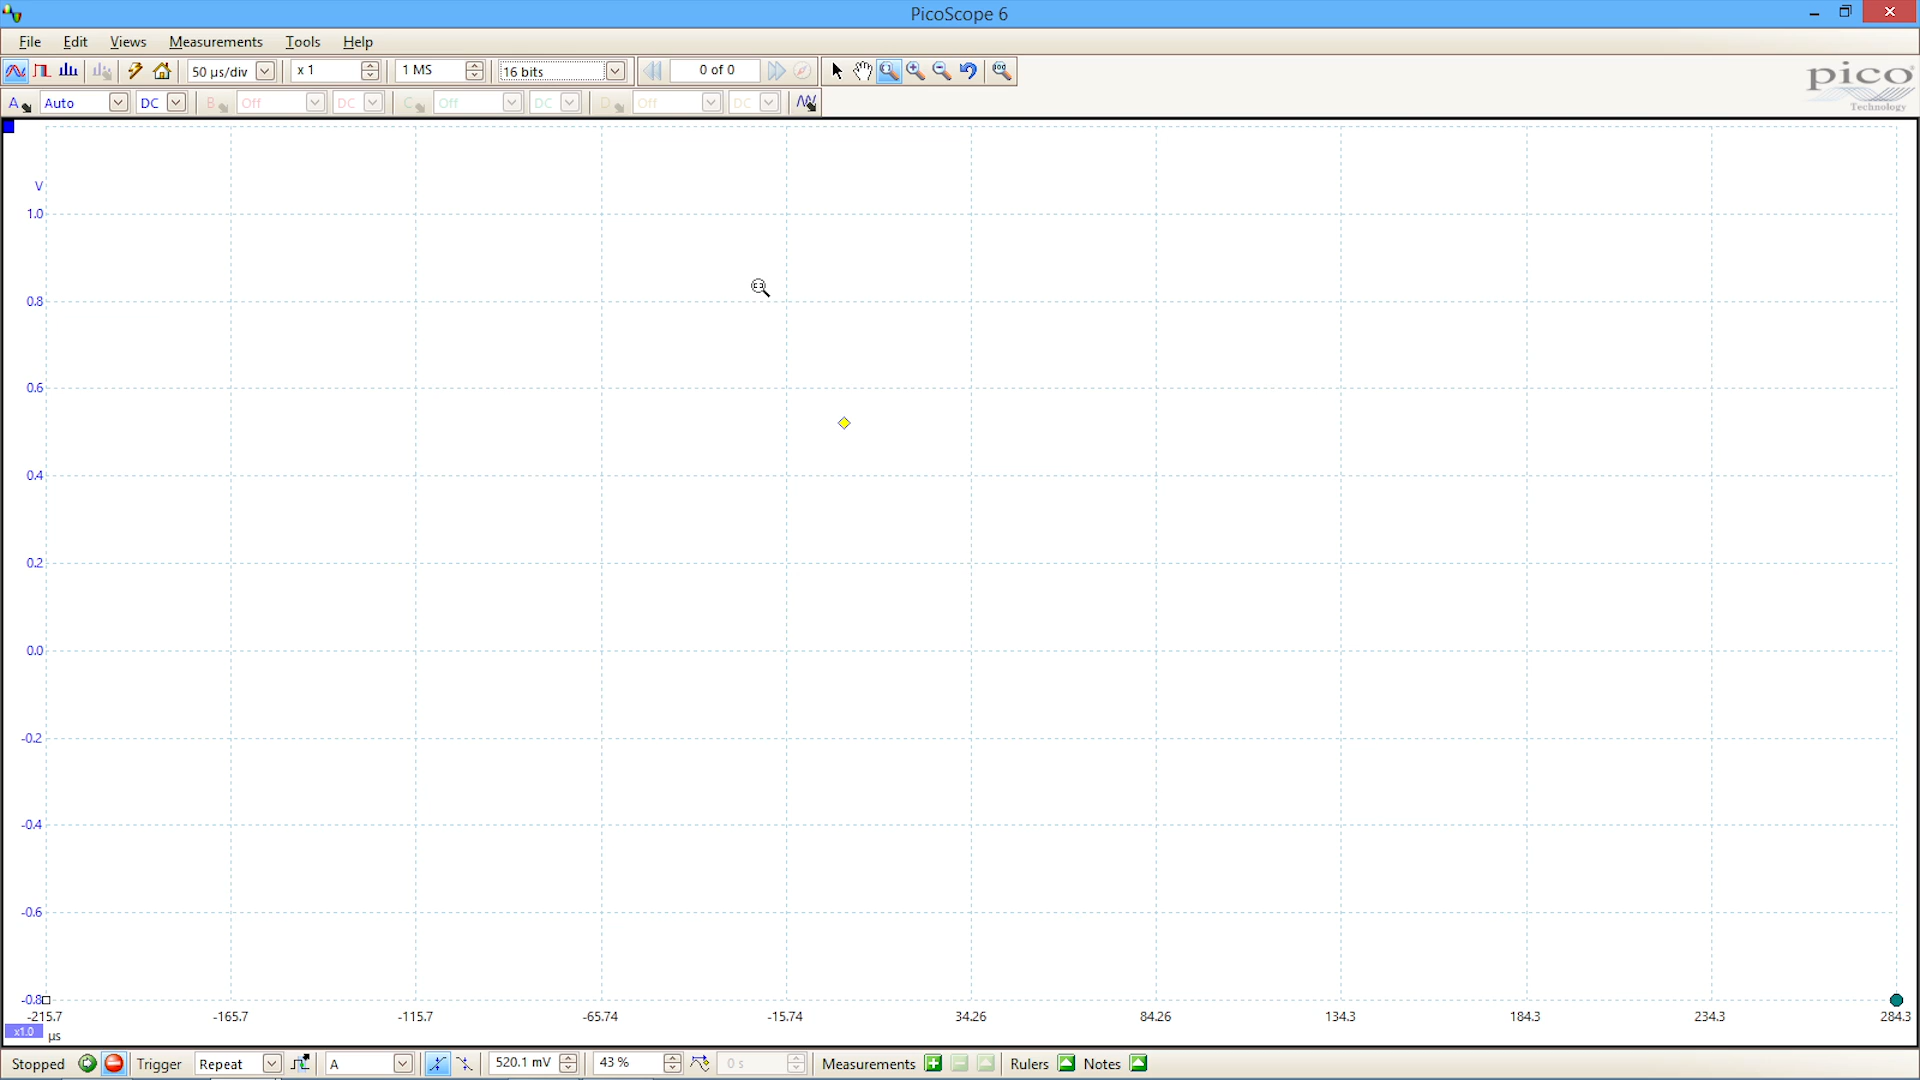 PicoScope 6
File Edit Views Measurements Tools Help
50 µs/div x 1 1 MS 16 bits 0 of 0
A Auto DC B Off DC C Off DC D Off DC
pico
Technology
V
1.0
0.8
0.6
0.4
0.2
0.0
-0.2
-0.4
-0.6
-0.8
-215.7 -165.7 -115.7 -65.74 -15.74 34.26 84.26 134.3 184.3 234.3 284.3
x1.0 µs
Stopped Trigger Repeat A 520.1 mV 43 % 0 s Measurements Rulers Notes